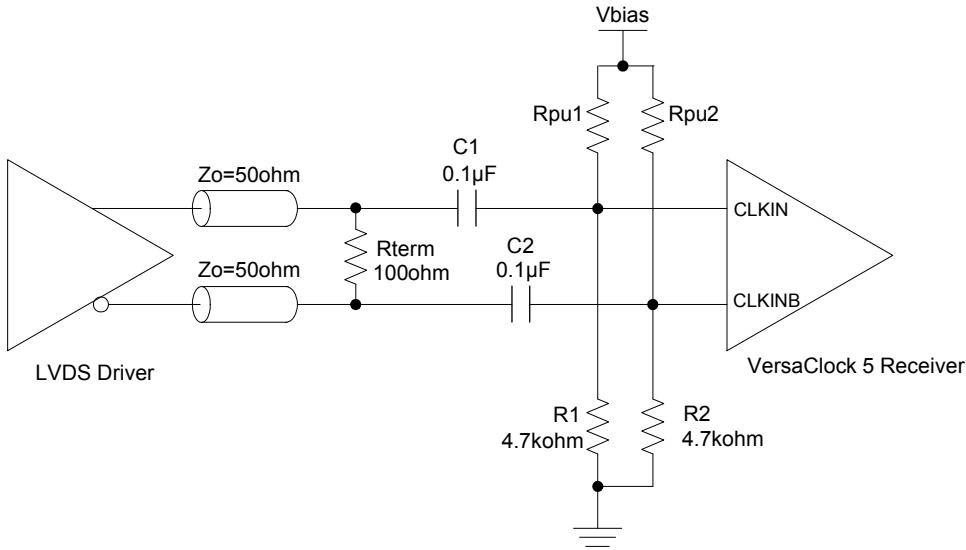 Vbias
Rpu1
Rpu2
C1
0.1µF
Zo=50ohm
CLKIN
Rterm
100ohm
C2
0.1µF
Zo=50ohm
CLKINB
LVDS Driver
VersaClock 5 Receiver
R1
4.7kohm
R2
4.7kohm